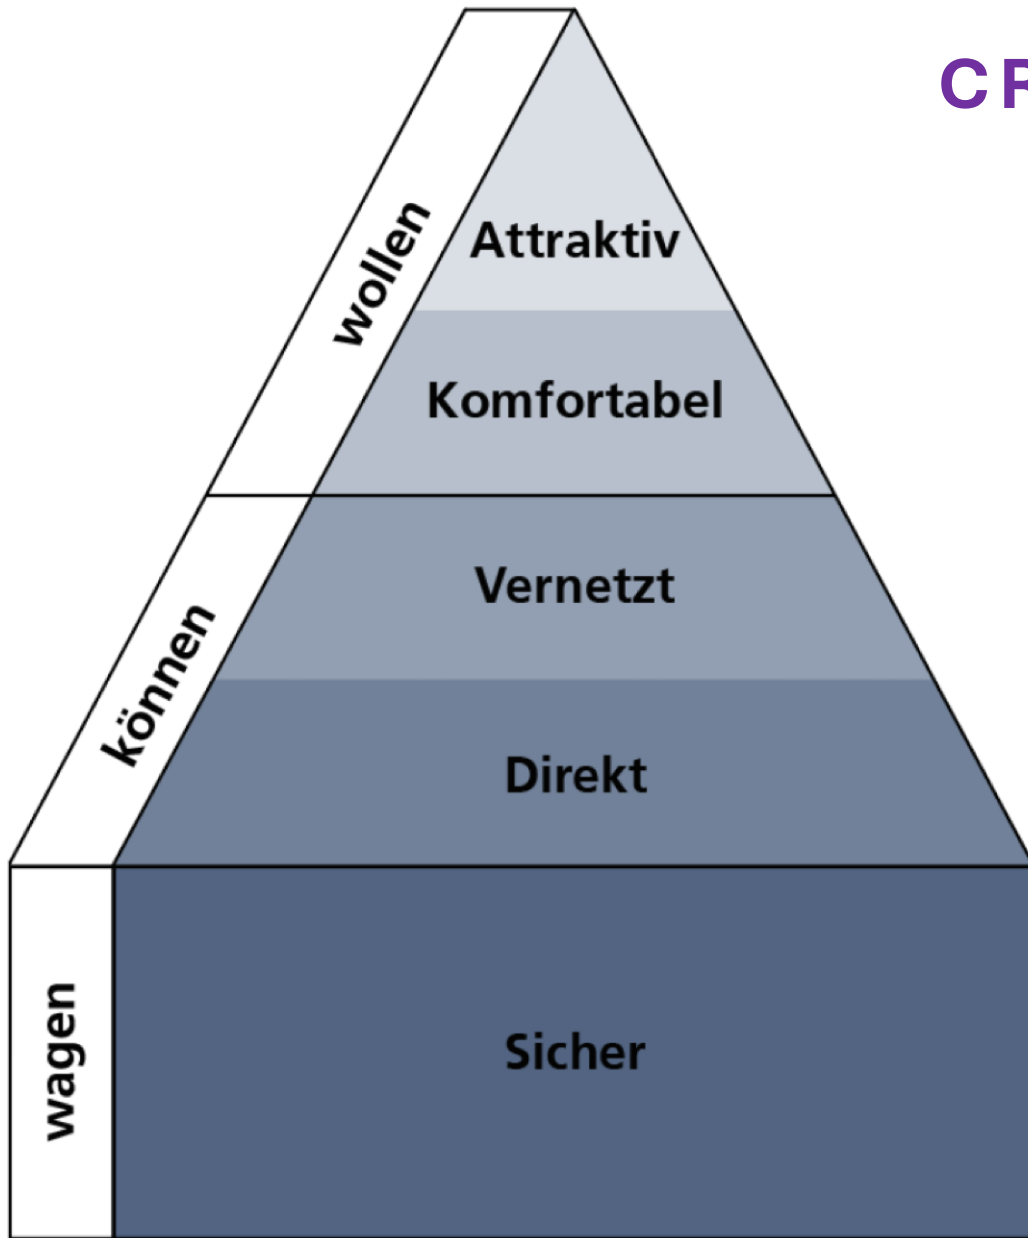 CR
wollen
Attraktiv
Komfortabel
können
Vernetzt
Direkt
wagen
Sicher